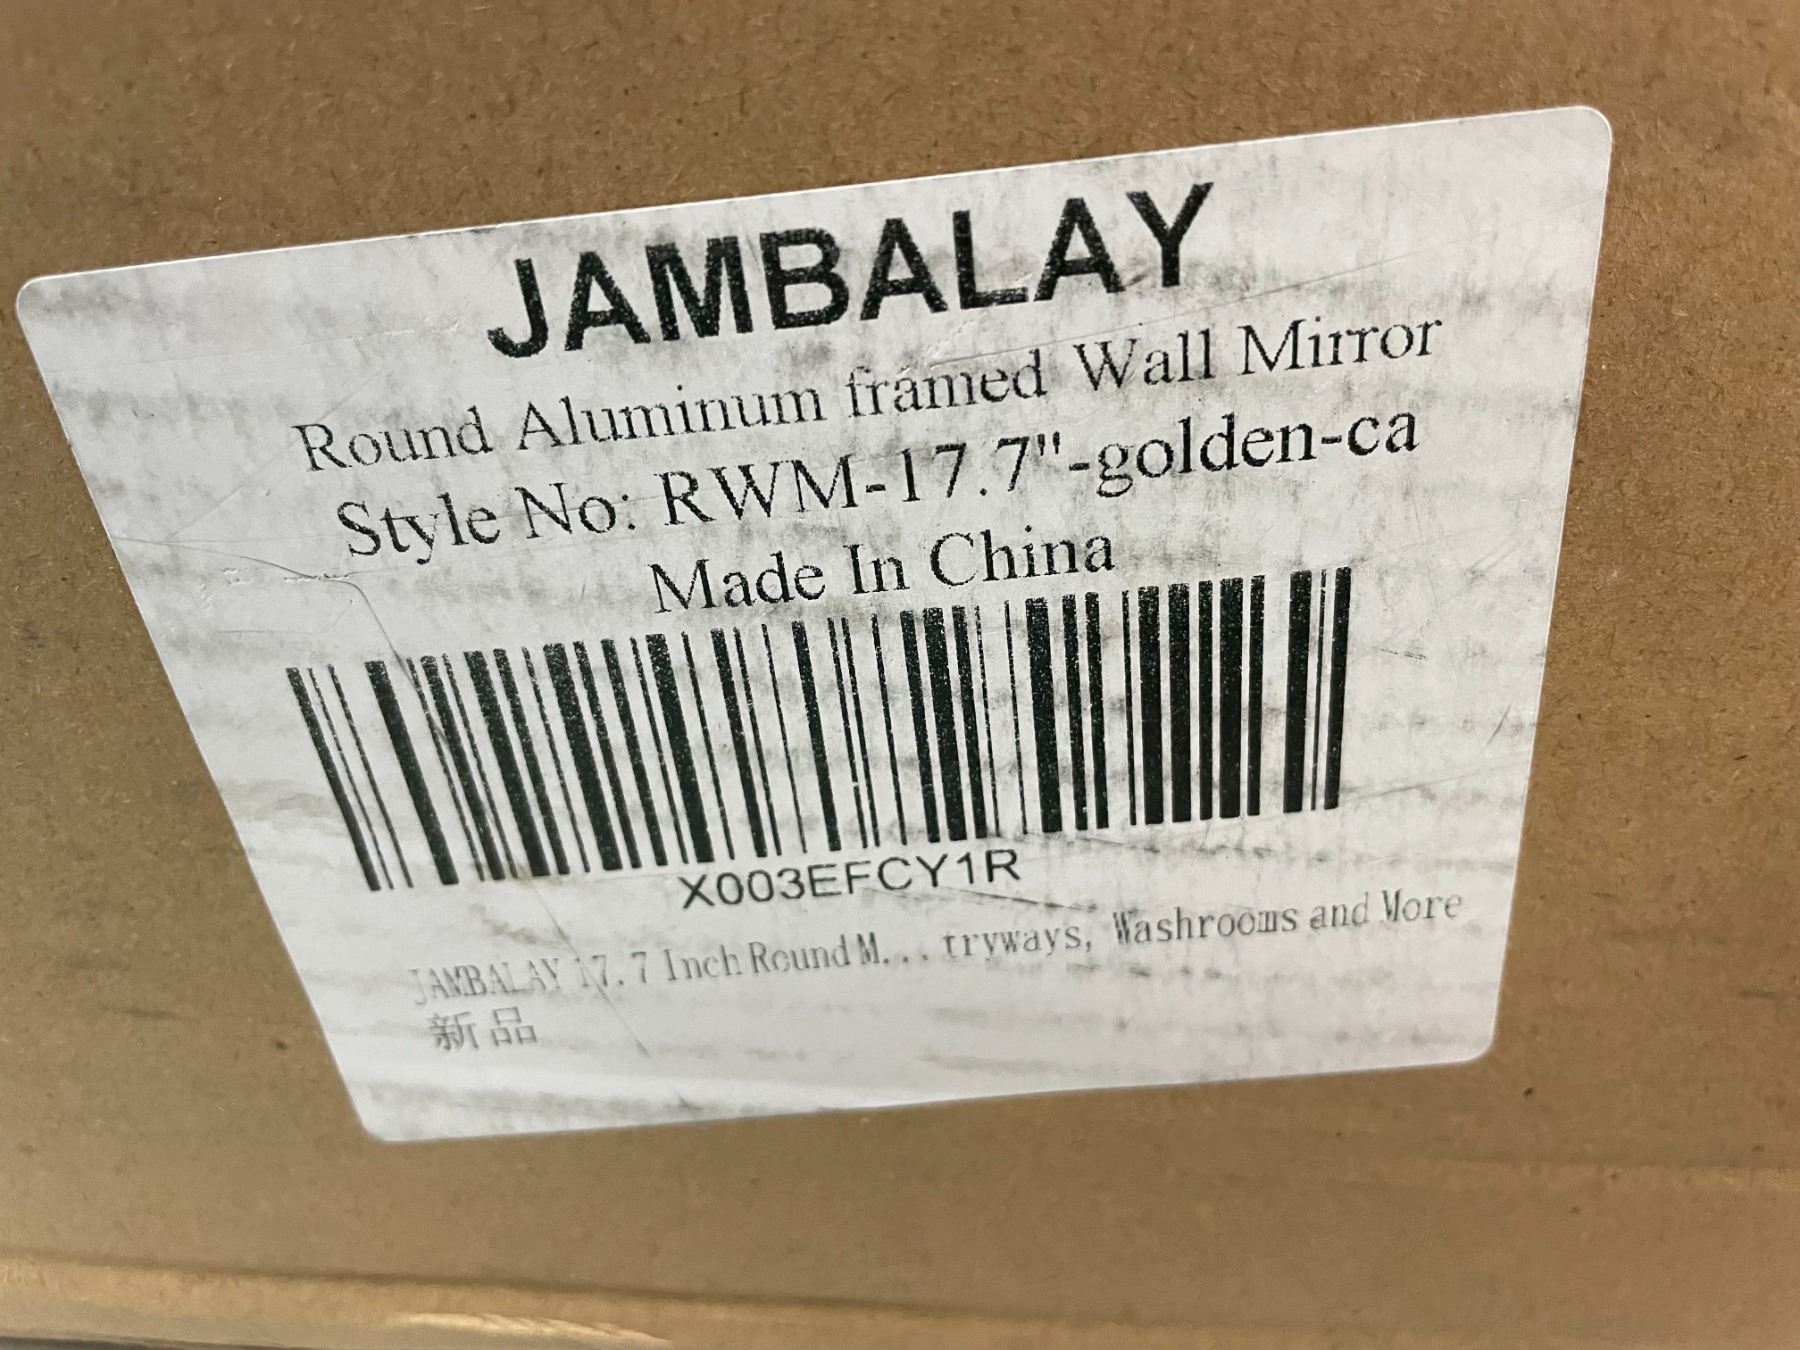 JAMBALAY
Round Aluminum framed Wall Mirror
Style No: RWM-17.7"-golden-ca
Made In China
X003EFCY1R
JAMBALAY 17.7 Inch Round M... tryways, Washrooms and More
新品